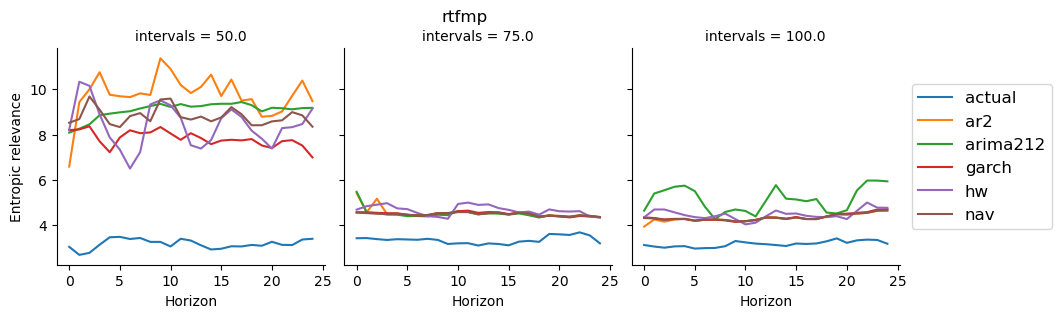 rtfmp
intervals = 50.0
intervals = 75.0
intervals = 100.0
Entropic relevance
10
8
6
4
0 5 10 15 20 25
0 5 10 15 20 25
0 5 10 15 20 25
Horizon
Horizon
Horizon
actual
ar2
arima212
garch
hw
nav